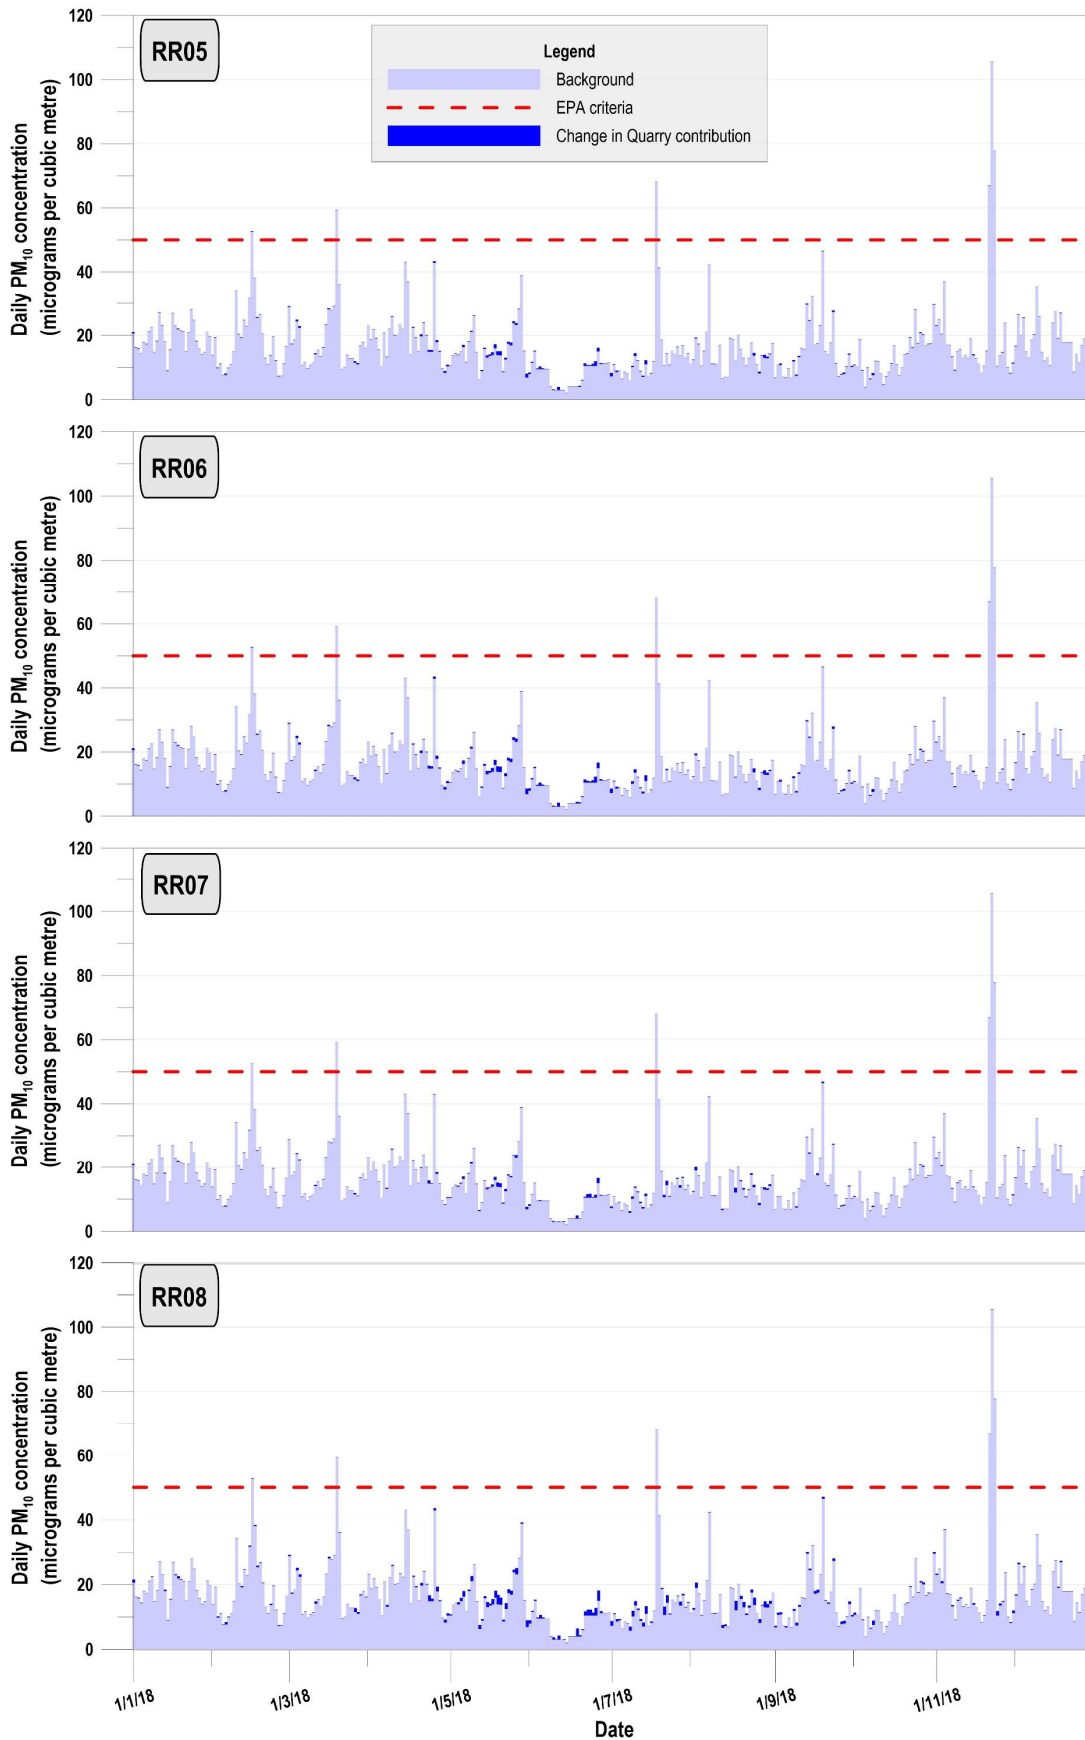 RR05
Legend
Background
EPA criteria
Change in Quarry contribution
Daily PM₁₀ concentration
(micrograms per cubic metre)
120
100
80
60
40
20
0
RR06
Daily PM₁₀ concentration
(micrograms per cubic metre)
120
100
80
60
40
20
0
RR07
Daily PM₁₀ concentration
(micrograms per cubic metre)
120
100
80
60
40
20
0
RR08
Daily PM₁₀ concentration
(micrograms per cubic metre)
120
100
80
60
40
20
0
1/1/18 1/3/18 1/5/18 1/7/18 1/9/18 1/11/18
Date